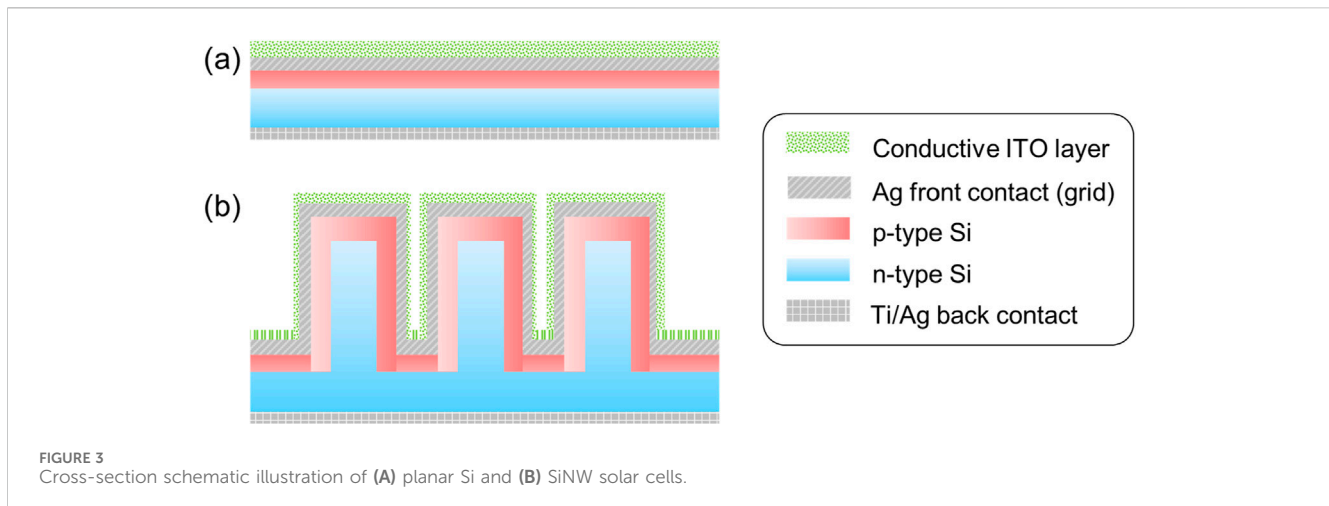 (a)
(b)
Conductive ITO layer
Ag front contact (grid)
p-type Si
n-type Si
Ti/Ag back contact
FIGURE 3
Cross-section schematic illustration of (A) planar Si and (B) SiNW solar cells.